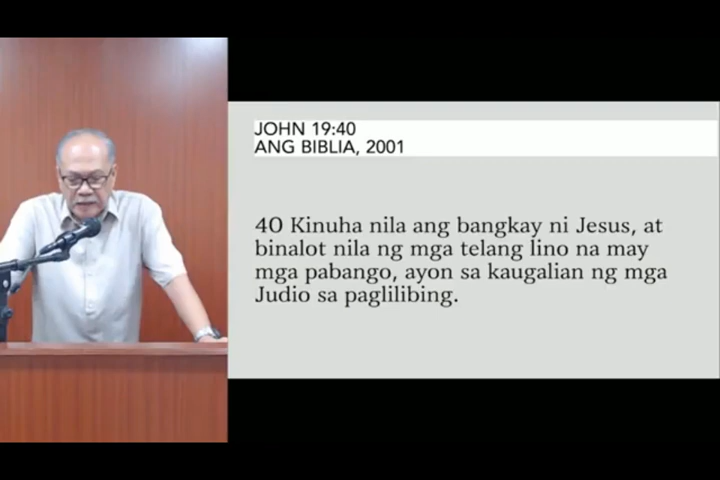 JOHN 19:40
ANG BIBLIA, 2001
40 Kinuha nila ang bangkay ni Jesus, at
binalot nila ng mga telang lino na may
mga pabango, ayon sa kaugalian ng mga
Judio sa paglilibing.